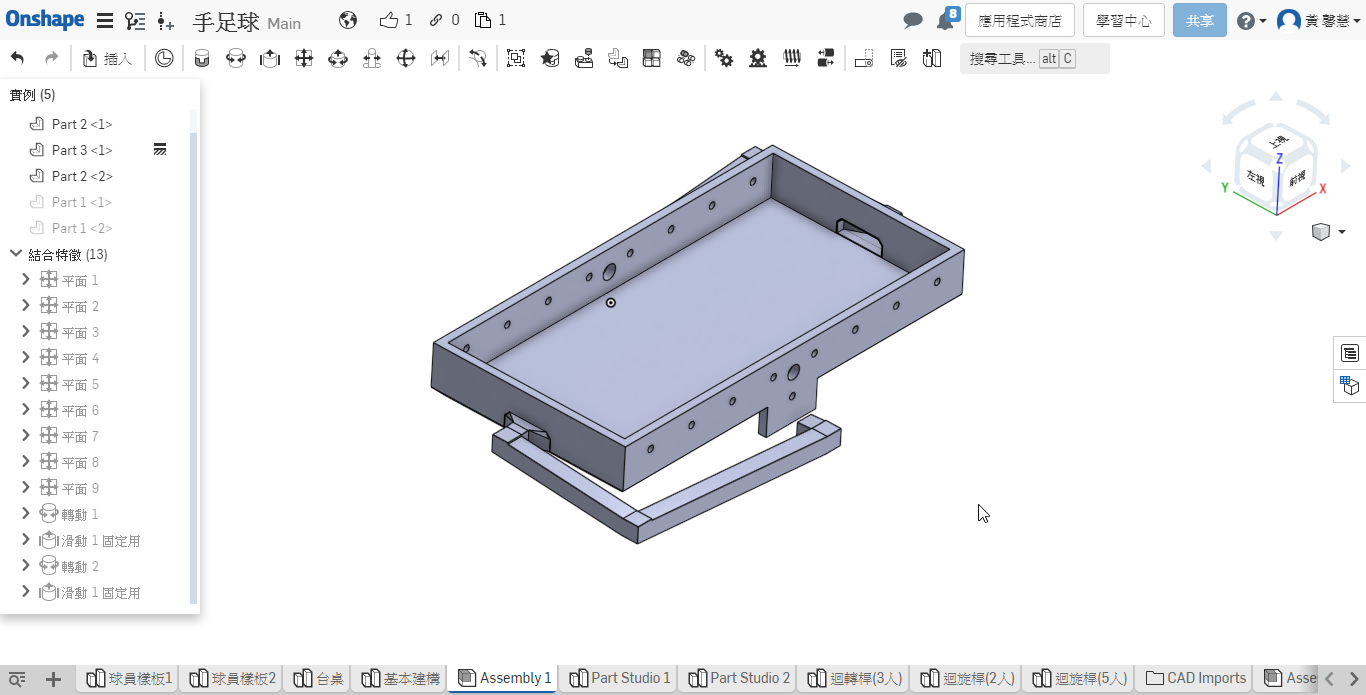 Onshape 手足球 Main 1 0 1 8 應用程式商店 學習中心 共享 黃馨慧
插入 搜尋工具... alt C
實例 (5)
Part 2 <1>
Part 3 <1>
Part 2 <2>
Part 1 <1>
Part 1 <2>
結合特徵 (13)
平面 1
平面 2
平面 3
平面 4
平面 5
平面 6
平面 7
平面 8
平面 9
轉動 1
滑動 1 固定用
轉動 2
滑動 1 固定用
上視
Z
左視 前視
Y X
球員樣板1 球員樣板2 台桌 基本建構 Assembly 1 Part Studio 1 Part Studio 2 迴轉桿(3人) 迴旋桿(2人) 迴旋桿(5人) CAD Imports Asse